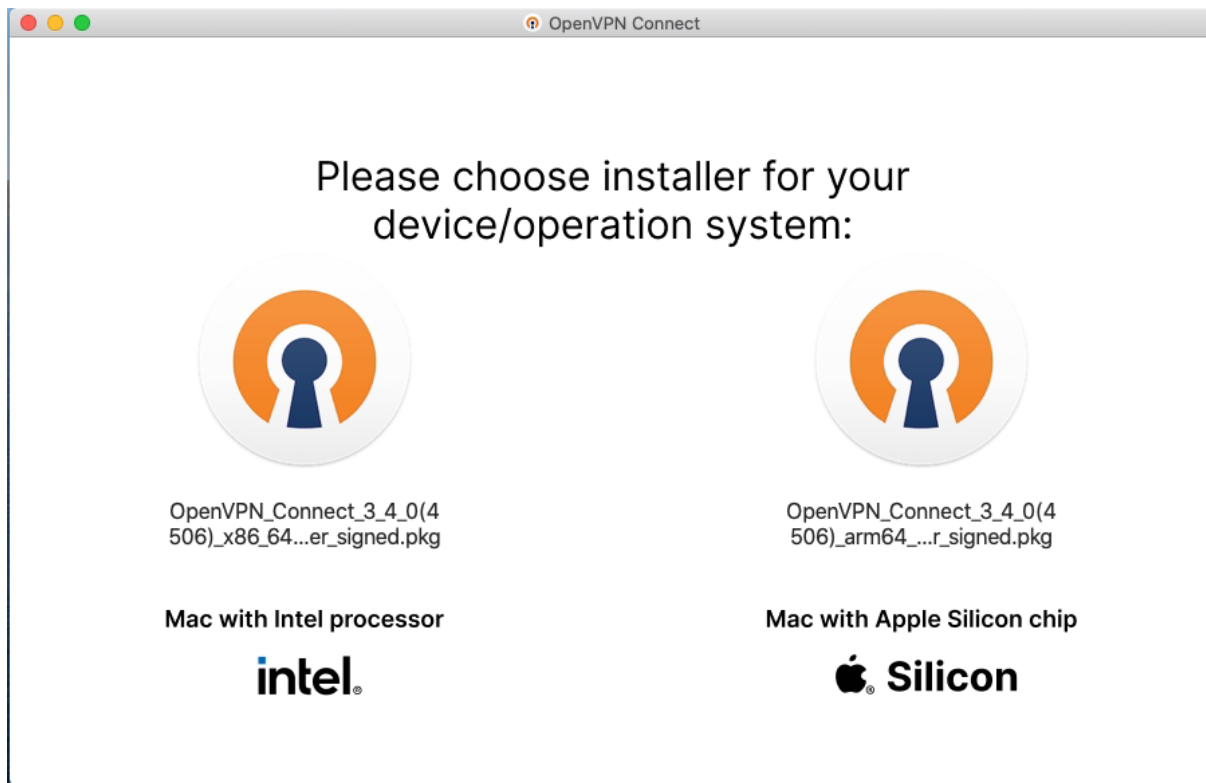 OpenVPN Connect
Please choose installer for your
device/operation system:
OpenVPN_Connect_3_4_0(4
506)_x86_64...er_signed.pkg
OpenVPN_Connect_3_4_0(4
506)_arm64_...r_signed.pkg
Mac with Intel processor
Mac with Apple Silicon chip
intel®
® Silicon